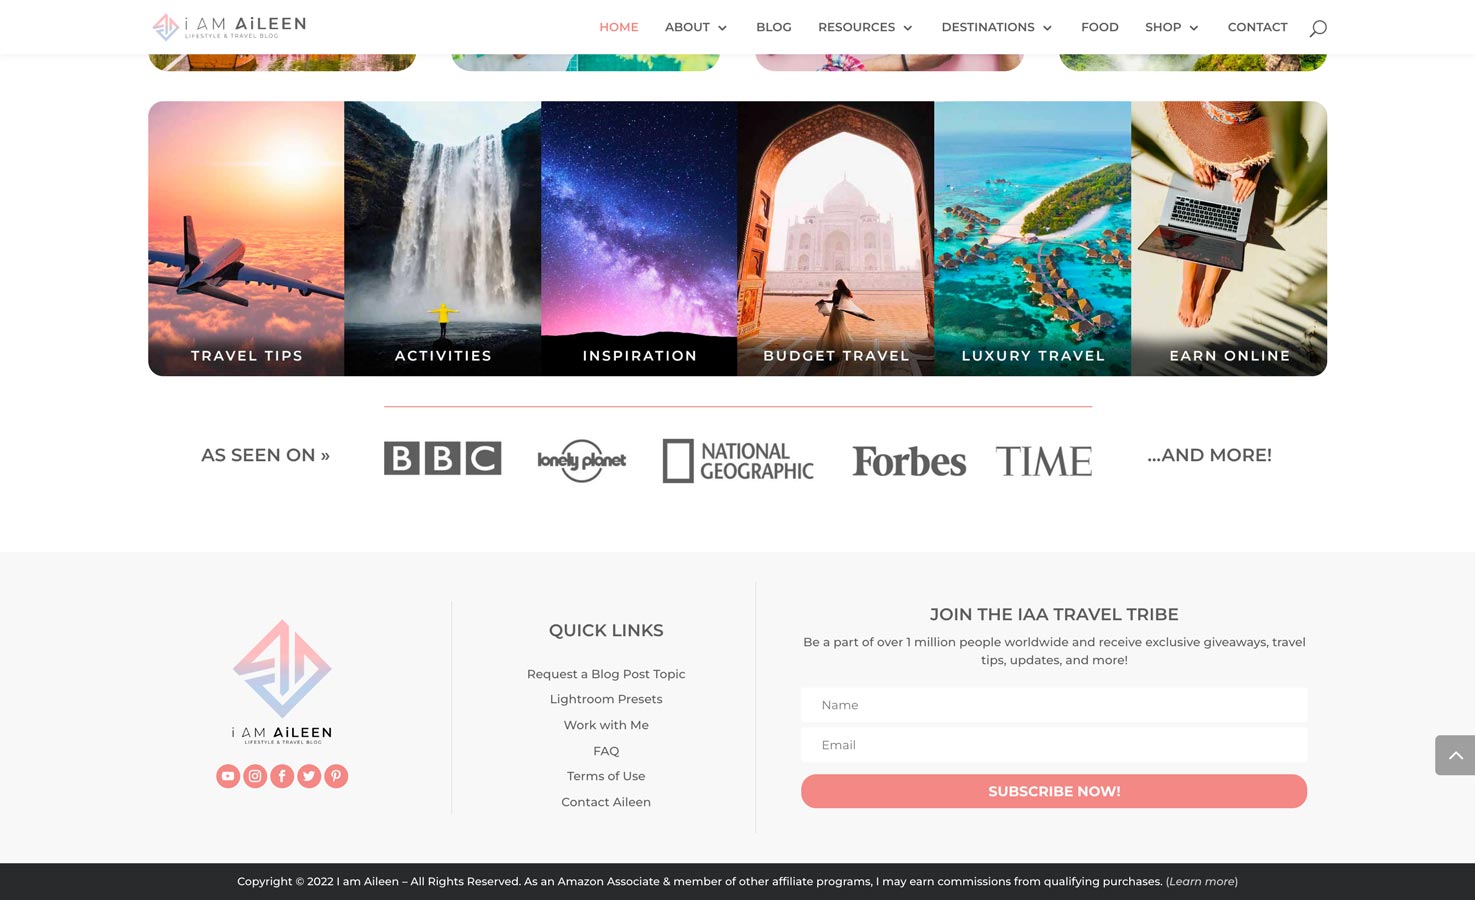 i AM AiLEEN
LIFESTYLE & TRAVEL BLOG
HOME ABOUT BLOG RESOURCES DESTINATIONS FOOD SHOP CONTACT
TRAVEL TIPS ACTIVITIES INSPIRATION BUDGET TRAVEL LUXURY TRAVEL EARN ONLINE
AS SEEN ON » BBC lonely planet NATIONAL GEOGRAPHIC Forbes TIME ...AND MORE!
i AM AiLEEN
LIFESTYLE & TRAVEL BLOG
QUICK LINKS
Request a Blog Post Topic
Lightroom Presets
Work with Me
FAQ
Terms of Use
Contact Aileen
JOIN THE IAA TRAVEL TRIBE
Be a part of over 1 million people worldwide and receive exclusive giveaways, travel
tips, updates, and more!
Name
Email
SUBSCRIBE NOW!
Copyright © 2022 I am Aileen – All Rights Reserved. As an Amazon Associate & member of other affiliate programs, I may earn commissions from qualifying purchases. (Learn more)